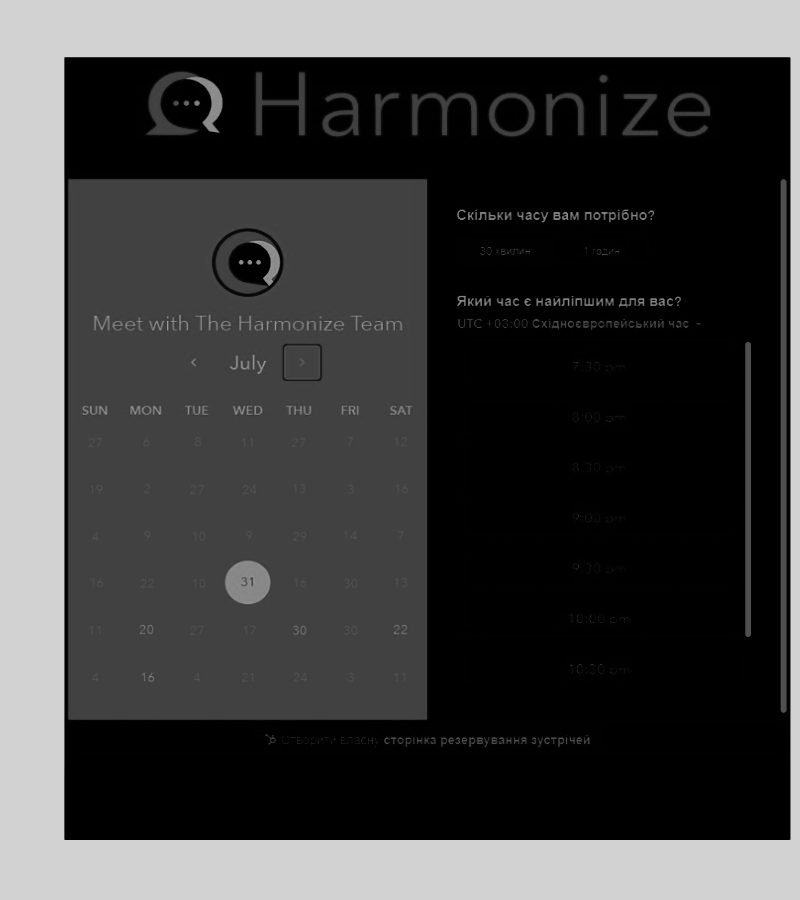 Harmonize
Meet with The Harmonize Team
July
SUN MON TUE WED THU FRI SAT
27 6 8 11 27 7 12
19 2 27 24 13 3 16
4 9 10 9 29 14 7
16 22 10 31 16 30 13
11 20 27 17 30 30 22
4 16 4 21 24 3 11
Скільки часу вам потрібно?
30 хвилин 1 годин
Який час є найліпшим для вас?
UTC +03:00 Східноєвропейський час
7:30 pm
8:00 pm
8:30 pm
9:00 pm
9:30 pm
10:00 pm
10:30 pm
Створити власну сторінка резервування зустрічей